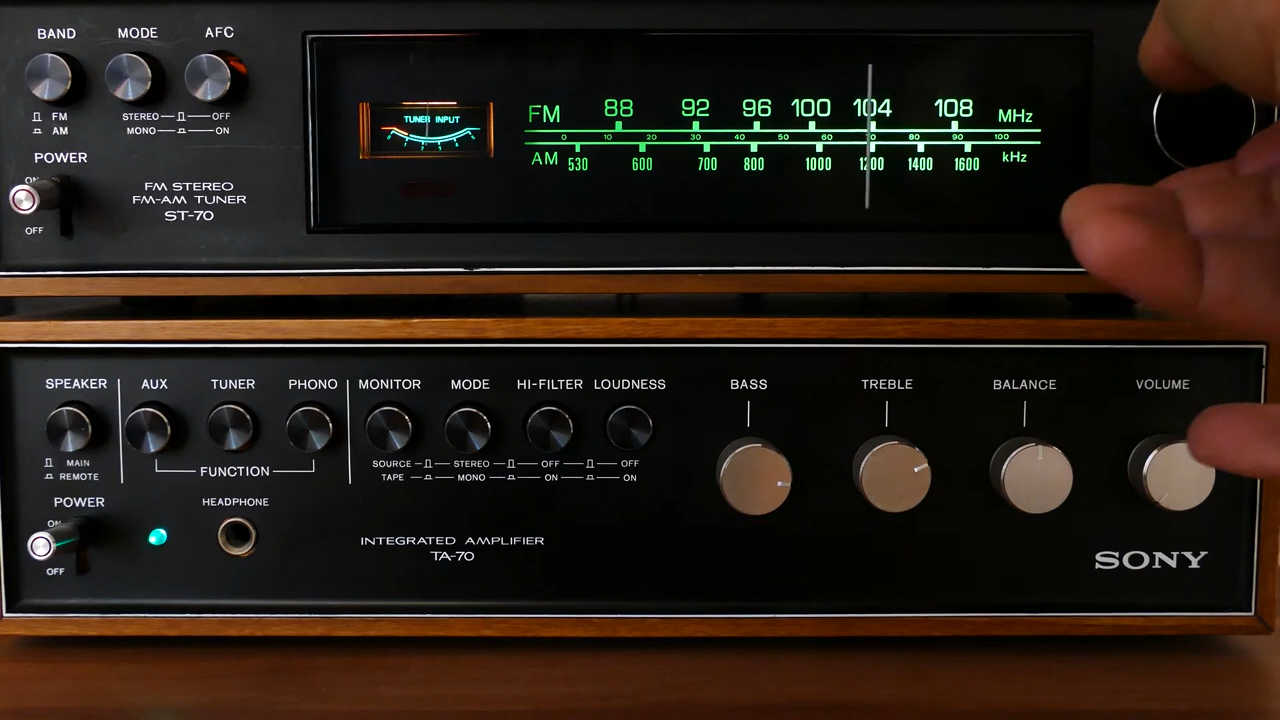 BAND MODE AFC
FM STEREO OFF
AM MONO ON
POWER
ON
OFF
FM STEREO
FM-AM TUNER
ST-70
TUNER INPUT
FM 88 92 96 100 104 108 MHz
0 10 20 30 40 50 60 70 80 90 100
AM 530 600 700 800 1000 1200 1400 1600 kHz
SPEAKER AUX TUNER PHONO MONITOR MODE HI-FILTER LOUDNESS BASS TREBLE BALANCE VOLUME
MAIN SOURCE STEREO OFF OFF
REMOTE FUNCTION TAPE MONO ON ON
POWER HEADPHONE
ON
OFF
INTEGRATED AMPLIFIER
TA-70
SONY